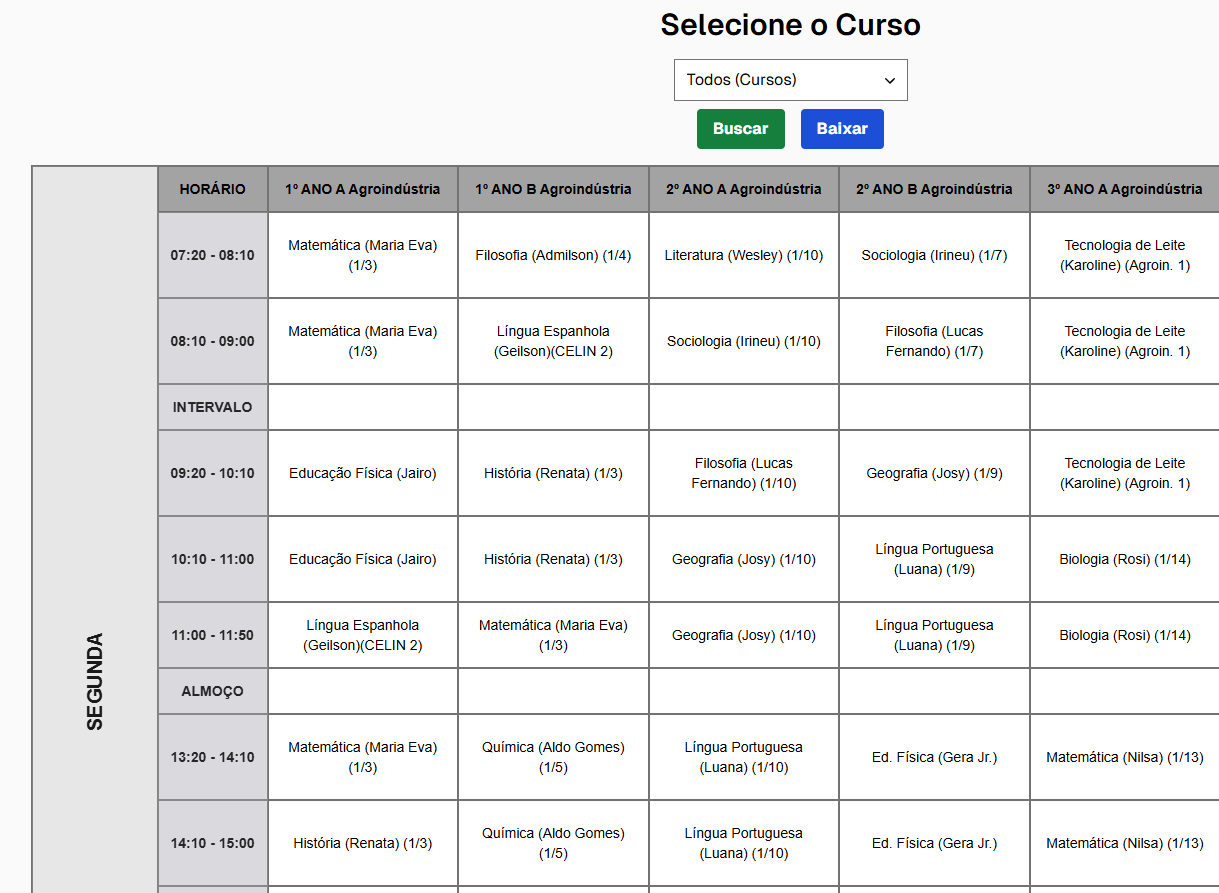 Selecione o Curso
Todos (Cursos)
Buscar Baixar
HORÁRIO 1º ANO A Agroindústria 1º ANO B Agroindústria 2º ANO A Agroindústria 2º ANO B Agroindústria 3º ANO A Agroindústria
SEGUNDA
07:20 - 08:10
Matemática (Maria Eva)
(1/3)
Filosofia (Admilson) (1/4)
Literatura (Wesley) (1/10)
Sociologia (Irineu) (1/7)
Tecnologia de Leite
(Karoline) (Agroin. 1)
08:10 - 09:00
Matemática (Maria Eva)
(1/3)
Língua Espanhola
(Geilson)(CELIN 2)
Sociologia (Irineu) (1/10)
Filosofia (Lucas
Fernando) (1/7)
Tecnologia de Leite
(Karoline) (Agroin. 1)
INTERVALO
09:20 - 10:10
Educação Física (Jairo)
História (Renata) (1/3)
Filosofia (Lucas
Fernando) (1/10)
Geografia (Josy) (1/9)
Tecnologia de Leite
(Karoline) (Agroin. 1)
10:10 - 11:00
Educação Física (Jairo)
História (Renata) (1/3)
Geografia (Josy) (1/10)
Língua Portuguesa
(Luana) (1/9)
Biologia (Rosi) (1/14)
11:00 - 11:50
Língua Espanhola
(Geilson)(CELIN 2)
Matemática (Maria Eva)
(1/3)
Geografia (Josy) (1/10)
Língua Portuguesa
(Luana) (1/9)
Biologia (Rosi) (1/14)
ALMOÇO
13:20 - 14:10
Matemática (Maria Eva)
(1/3)
Química (Aldo Gomes)
(1/5)
Língua Portuguesa
(Luana) (1/10)
Ed. Física (Gera Jr.)
Matemática (Nilsa) (1/13)
14:10 - 15:00
História (Renata) (1/3)
Química (Aldo Gomes)
(1/5)
Língua Portuguesa
(Luana) (1/10)
Ed. Física (Gera Jr.)
Matemática (Nilsa) (1/13)